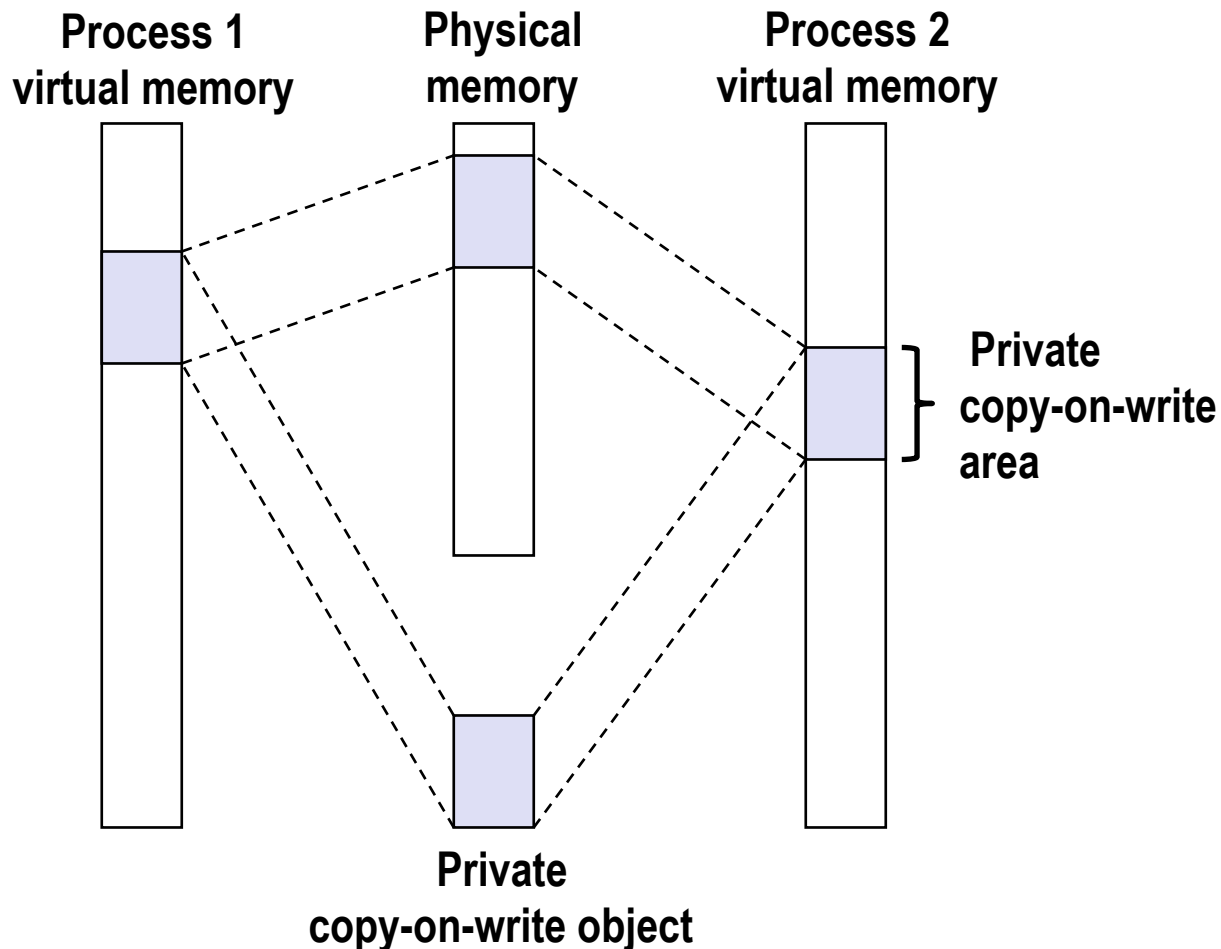 Process 1
virtual memory
Physical
memory
Process 2
virtual memory
Private
copy-on-write
area
Private
copy-on-write object